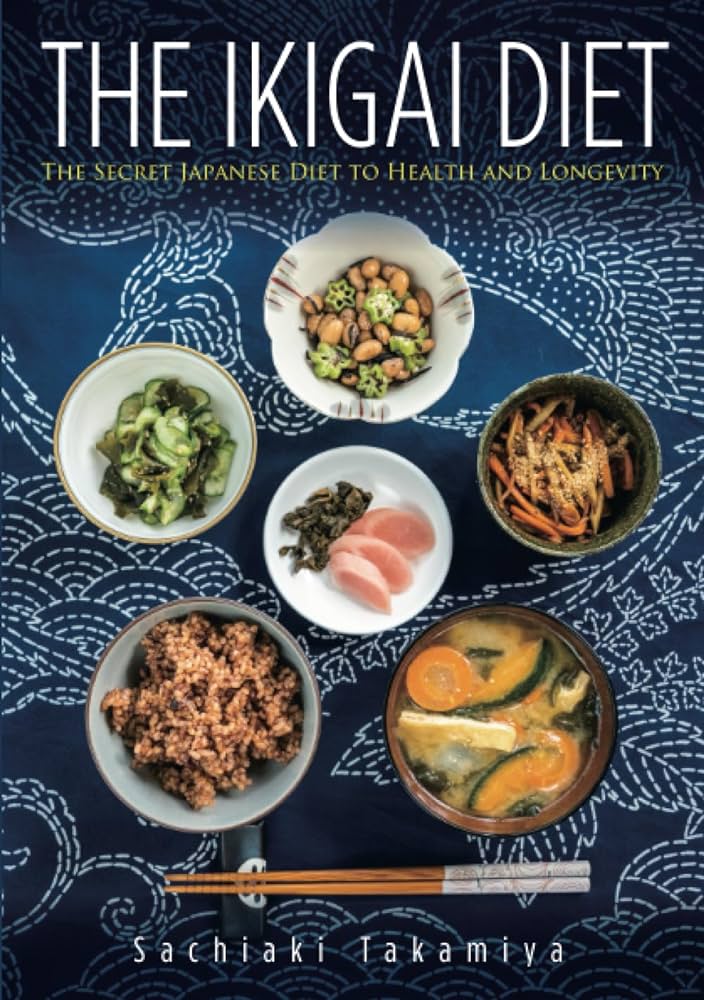 THE IKIGAI DIET
THE SECRET JAPANESE DIET TO HEALTH AND LONGEVITY
Sachiaki Takamiya